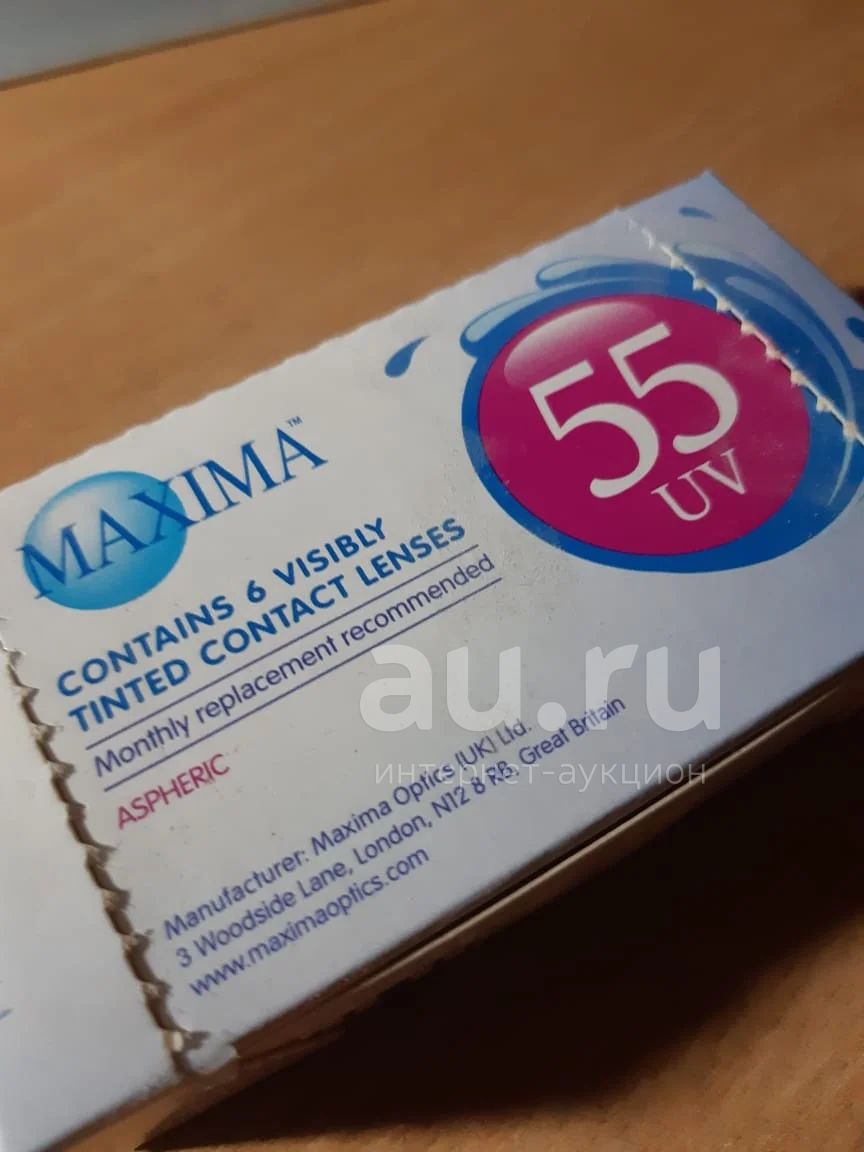 MAXIMA™
55
UV
CONTAINS 6 VISIBLY
TINTED CONTACT LENSES
Monthly replacement recommended
ASPHERIC
Manufacturer: Maxima Optics (UK) Ltd.
3 Woodside Lane, London, N12 8 RB. Great Britain
www.maximaoptics.com
au.ru
интернет-аукцион